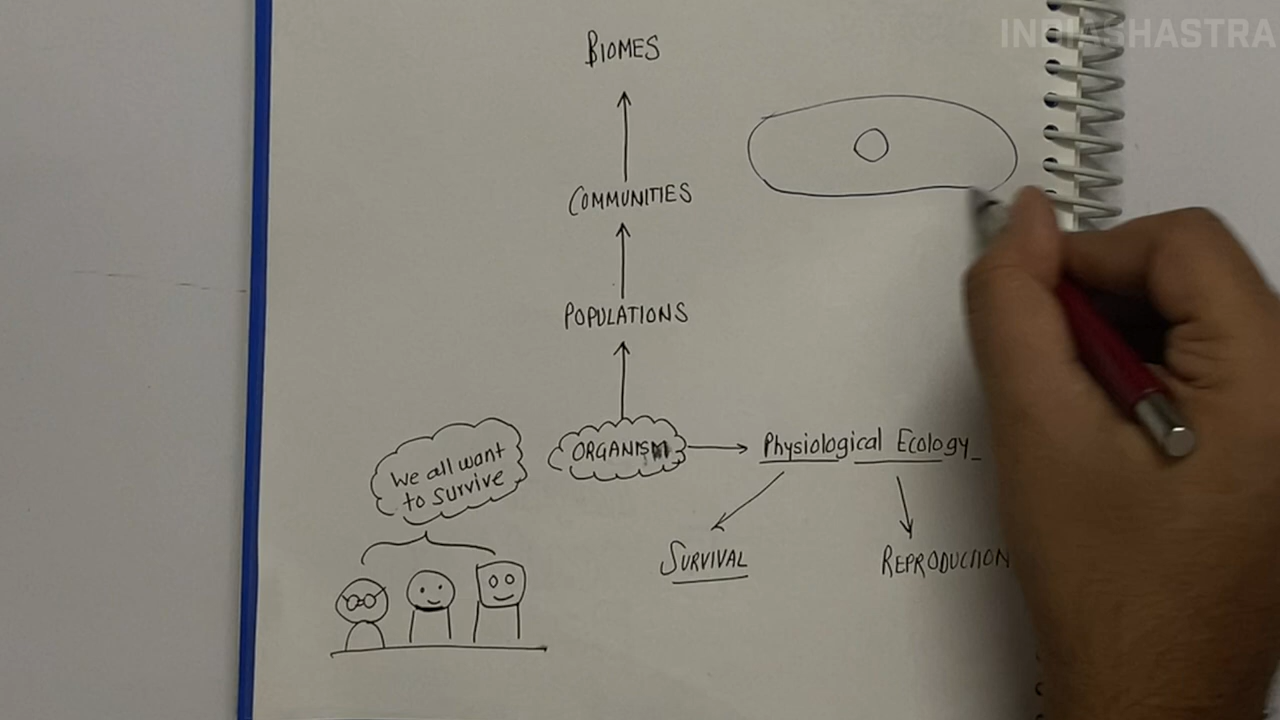 INDIASHASTRA
BIOMES
COMMUNITIES
POPULATIONS
ORGANISM
Physiological Ecology
We all want
to survive
SURVIVAL
REPRODUCTION